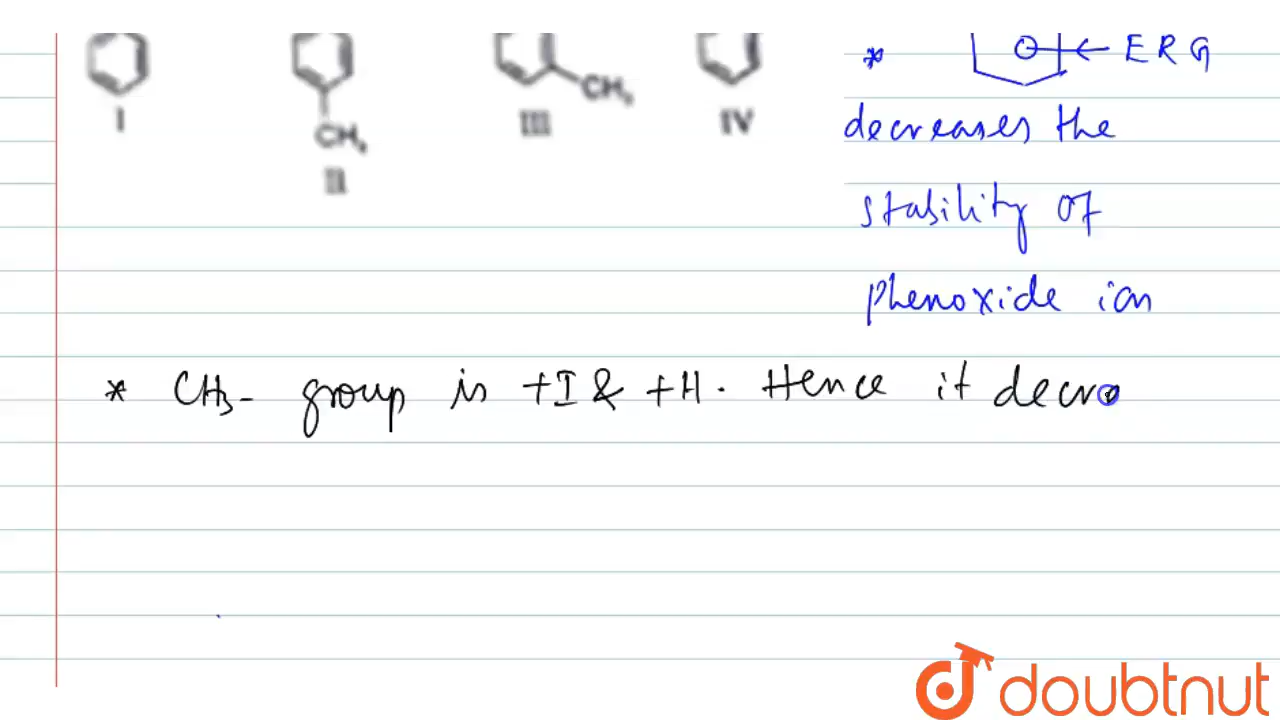 * ERG
CH₃
CH₃
I
II
III
IV
decreases the
stability of
phenoxide ion
* CH₃- group is +I & +H. Hence it decre
doubtnut